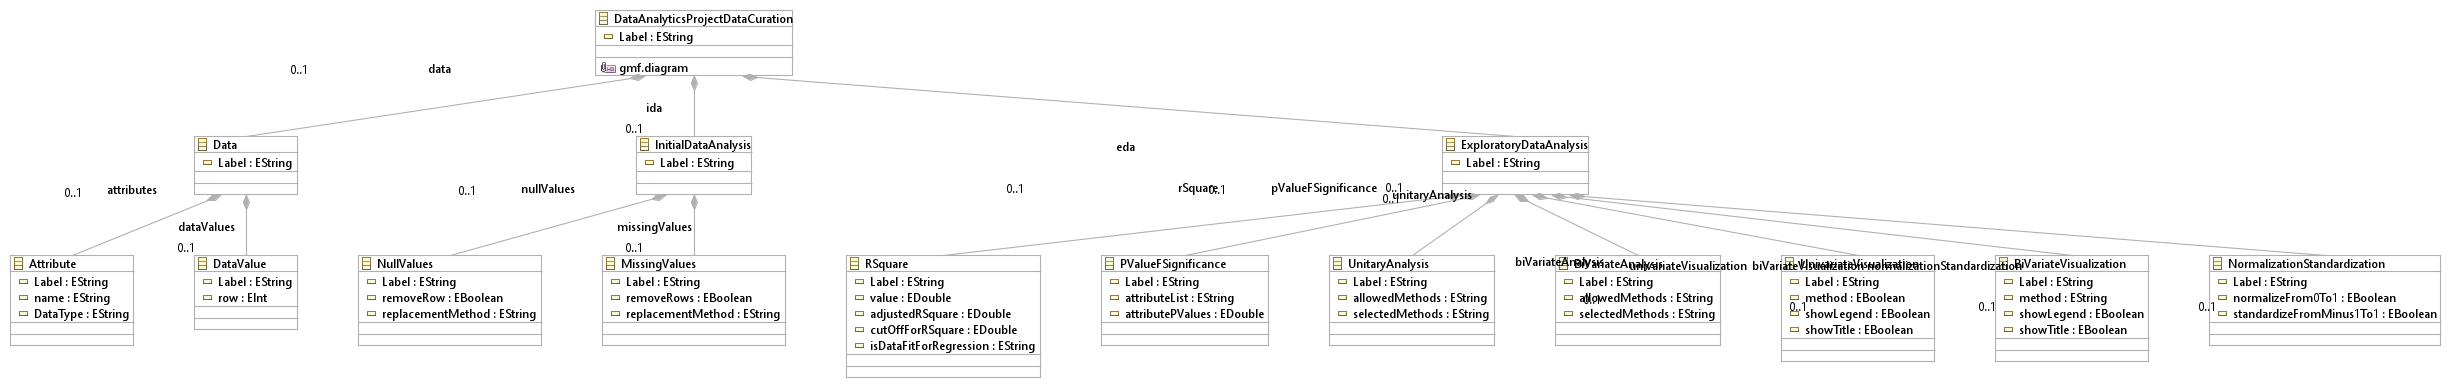 DataAnalyticsProjectDataCuration
Label : EString
gmf.diagram
0..1
data
ida
0..1
eda
0..1
Data
Label : EString
InitialDataAnalysis
Label : EString
ExploratoryDataAnalysis
Label : EString
0..1
attributes
dataValues
0..1
0..1
nullValues
missingValues
0..1
0..1
rSquare
0..1
pValueFSignificance
0..1
unitaryAnalysis
biVariateAnalysis
0..1
univariateVisualization
0..1
biVariateVisualization
0..1
normalizationStandardization
0..1
Attribute
Label : EString
name : EString
DataType : EString
DataValue
Label : EString
row : EInt
NullValues
Label : EString
removeRow : EBoolean
replacementMethod : EString
MissingValues
Label : EString
removeRows : EBoolean
replacementMethod : EString
RSquare
Label : EString
value : EDouble
adjustedRSquare : EDouble
cutOffForRSquare : EDouble
isDataFitForRegression : EString
PValueFSignificance
Label : EString
attributeList : EString
attributePValues : EDouble
UnitaryAnalysis
Label : EString
allowedMethods : EString
selectedMethods : EString
BiVariateAnalysis
Label : EString
allowedMethods : EString
selectedMethods : EString
UnivariateVisualization
Label : EString
method : EBoolean
showLegend : EBoolean
showTitle : EBoolean
BiVariateVisualization
Label : EString
method : EString
showLegend : EBoolean
showTitle : EBoolean
NormalizationStandardization
Label : EString
normalizeFrom0To1 : EBoolean
standardizeFromMinus1To1 : EBoolean